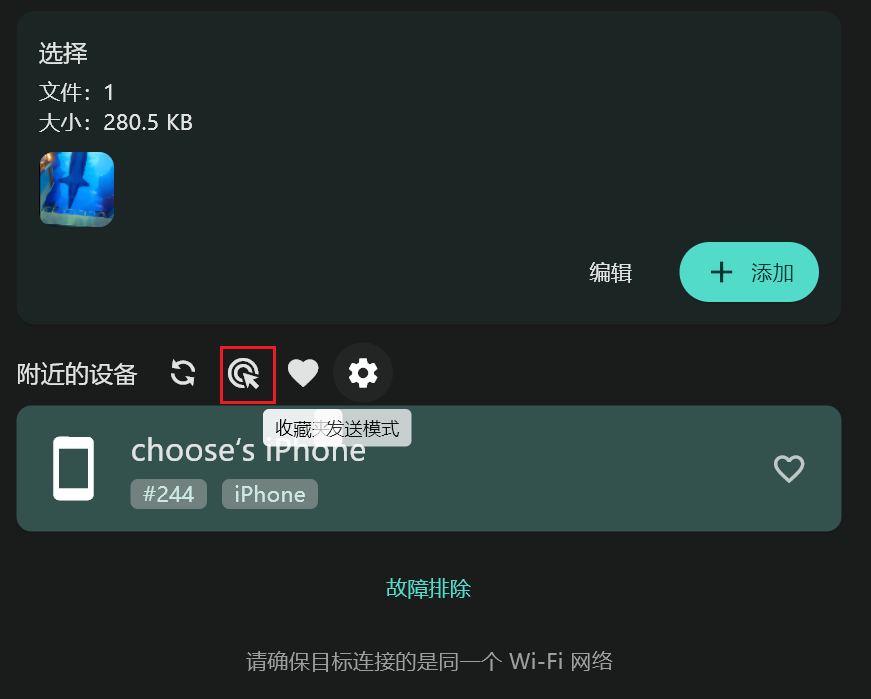 选择
文件：1
大小：280.5 KB
编辑
添加
附近的设备
收藏夹
发送模式
choose's iPhone
#244
iPhone
故障排除
请确保目标连接的是同一个 Wi-Fi 网络